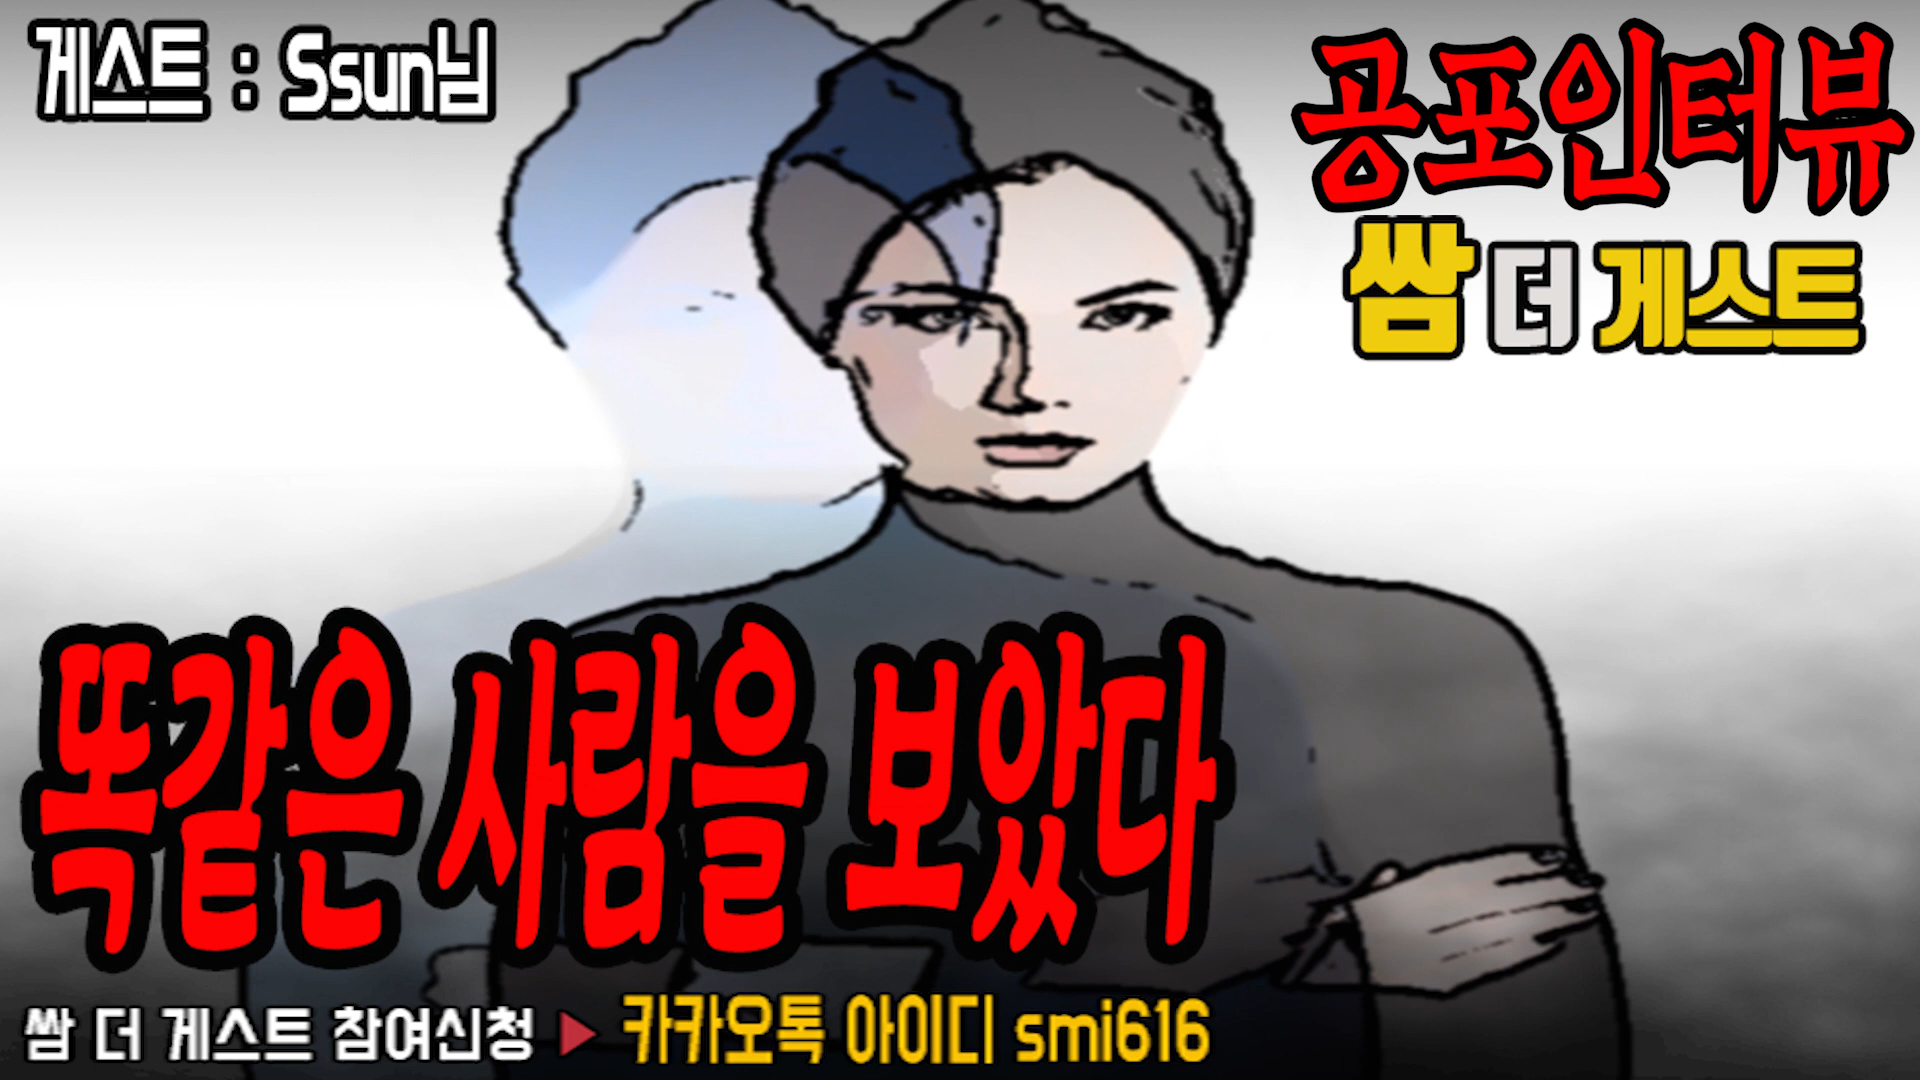 게스트 : Ssun님
공포인터뷰
쌈 더 게스트
똑같은 사람을 보았다
쌈 더 게스트 참여신청 ▶ 카카오톡 아이디 smi616